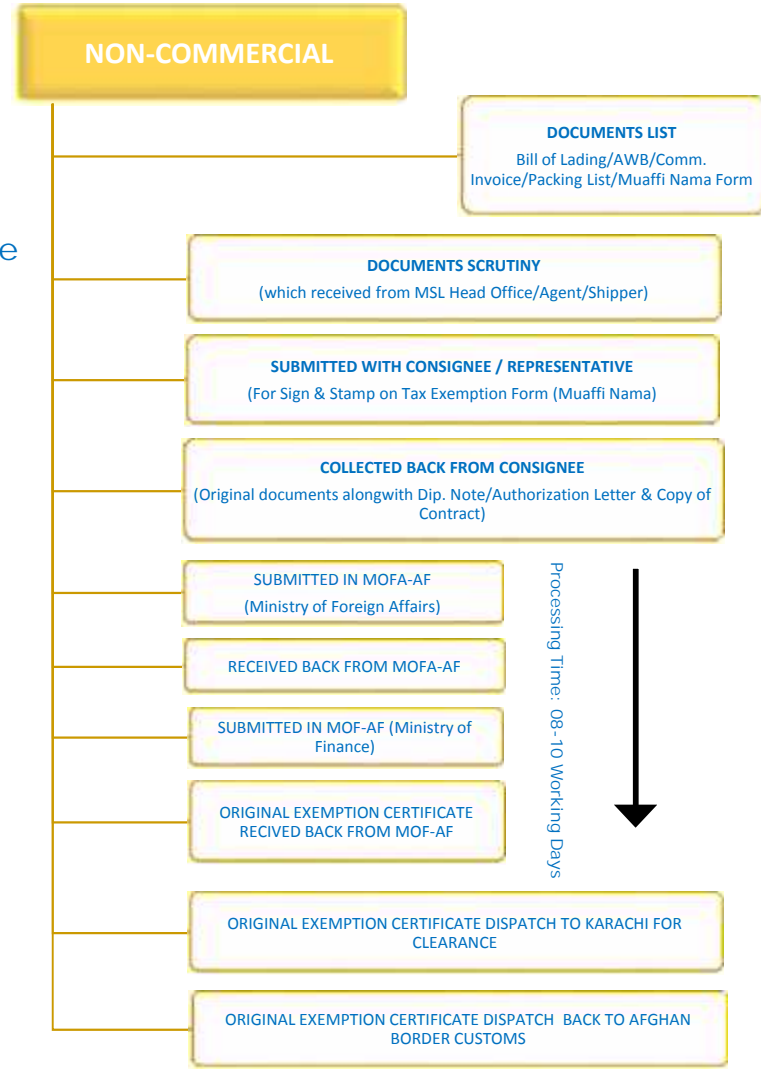 NON-COMMERCIAL
DOCUMENTS LIST
Bill of Lading/AWB/Comm.
Invoice/Packing List/Muaffi Nama Form
e
DOCUMENTS SCRUTINY
(which received from MSL Head Office/Agent/Shipper)
SUBMITTED WITH CONSIGNEE / REPRESENTATIVE
(For Sign & Stamp on Tax Exemption Form (Muaffi Nama)
COLLECTED BACK FROM CONSIGNEE
(Original documents alongwith Dip. Note/Authorization Letter & Copy of
Contract)
SUBMITTED IN MOFA-AF
(Ministry of Foreign Affairs)
RECEIVED BACK FROM MOFA-AF
SUBMITTED IN MOF-AF (Ministry of
Finance)
ORIGINAL EXEMPTION CERTIFICATE
RECIVED BACK FROM MOF-AF
Processing Time: 08-10 Working Days
ORIGINAL EXEMPTION CERTIFICATE DISPATCH TO KARACHI FOR
CLEARANCE
ORIGINAL EXEMPTION CERTIFICATE DISPATCH BACK TO AFGHAN
BORDER CUSTOMS